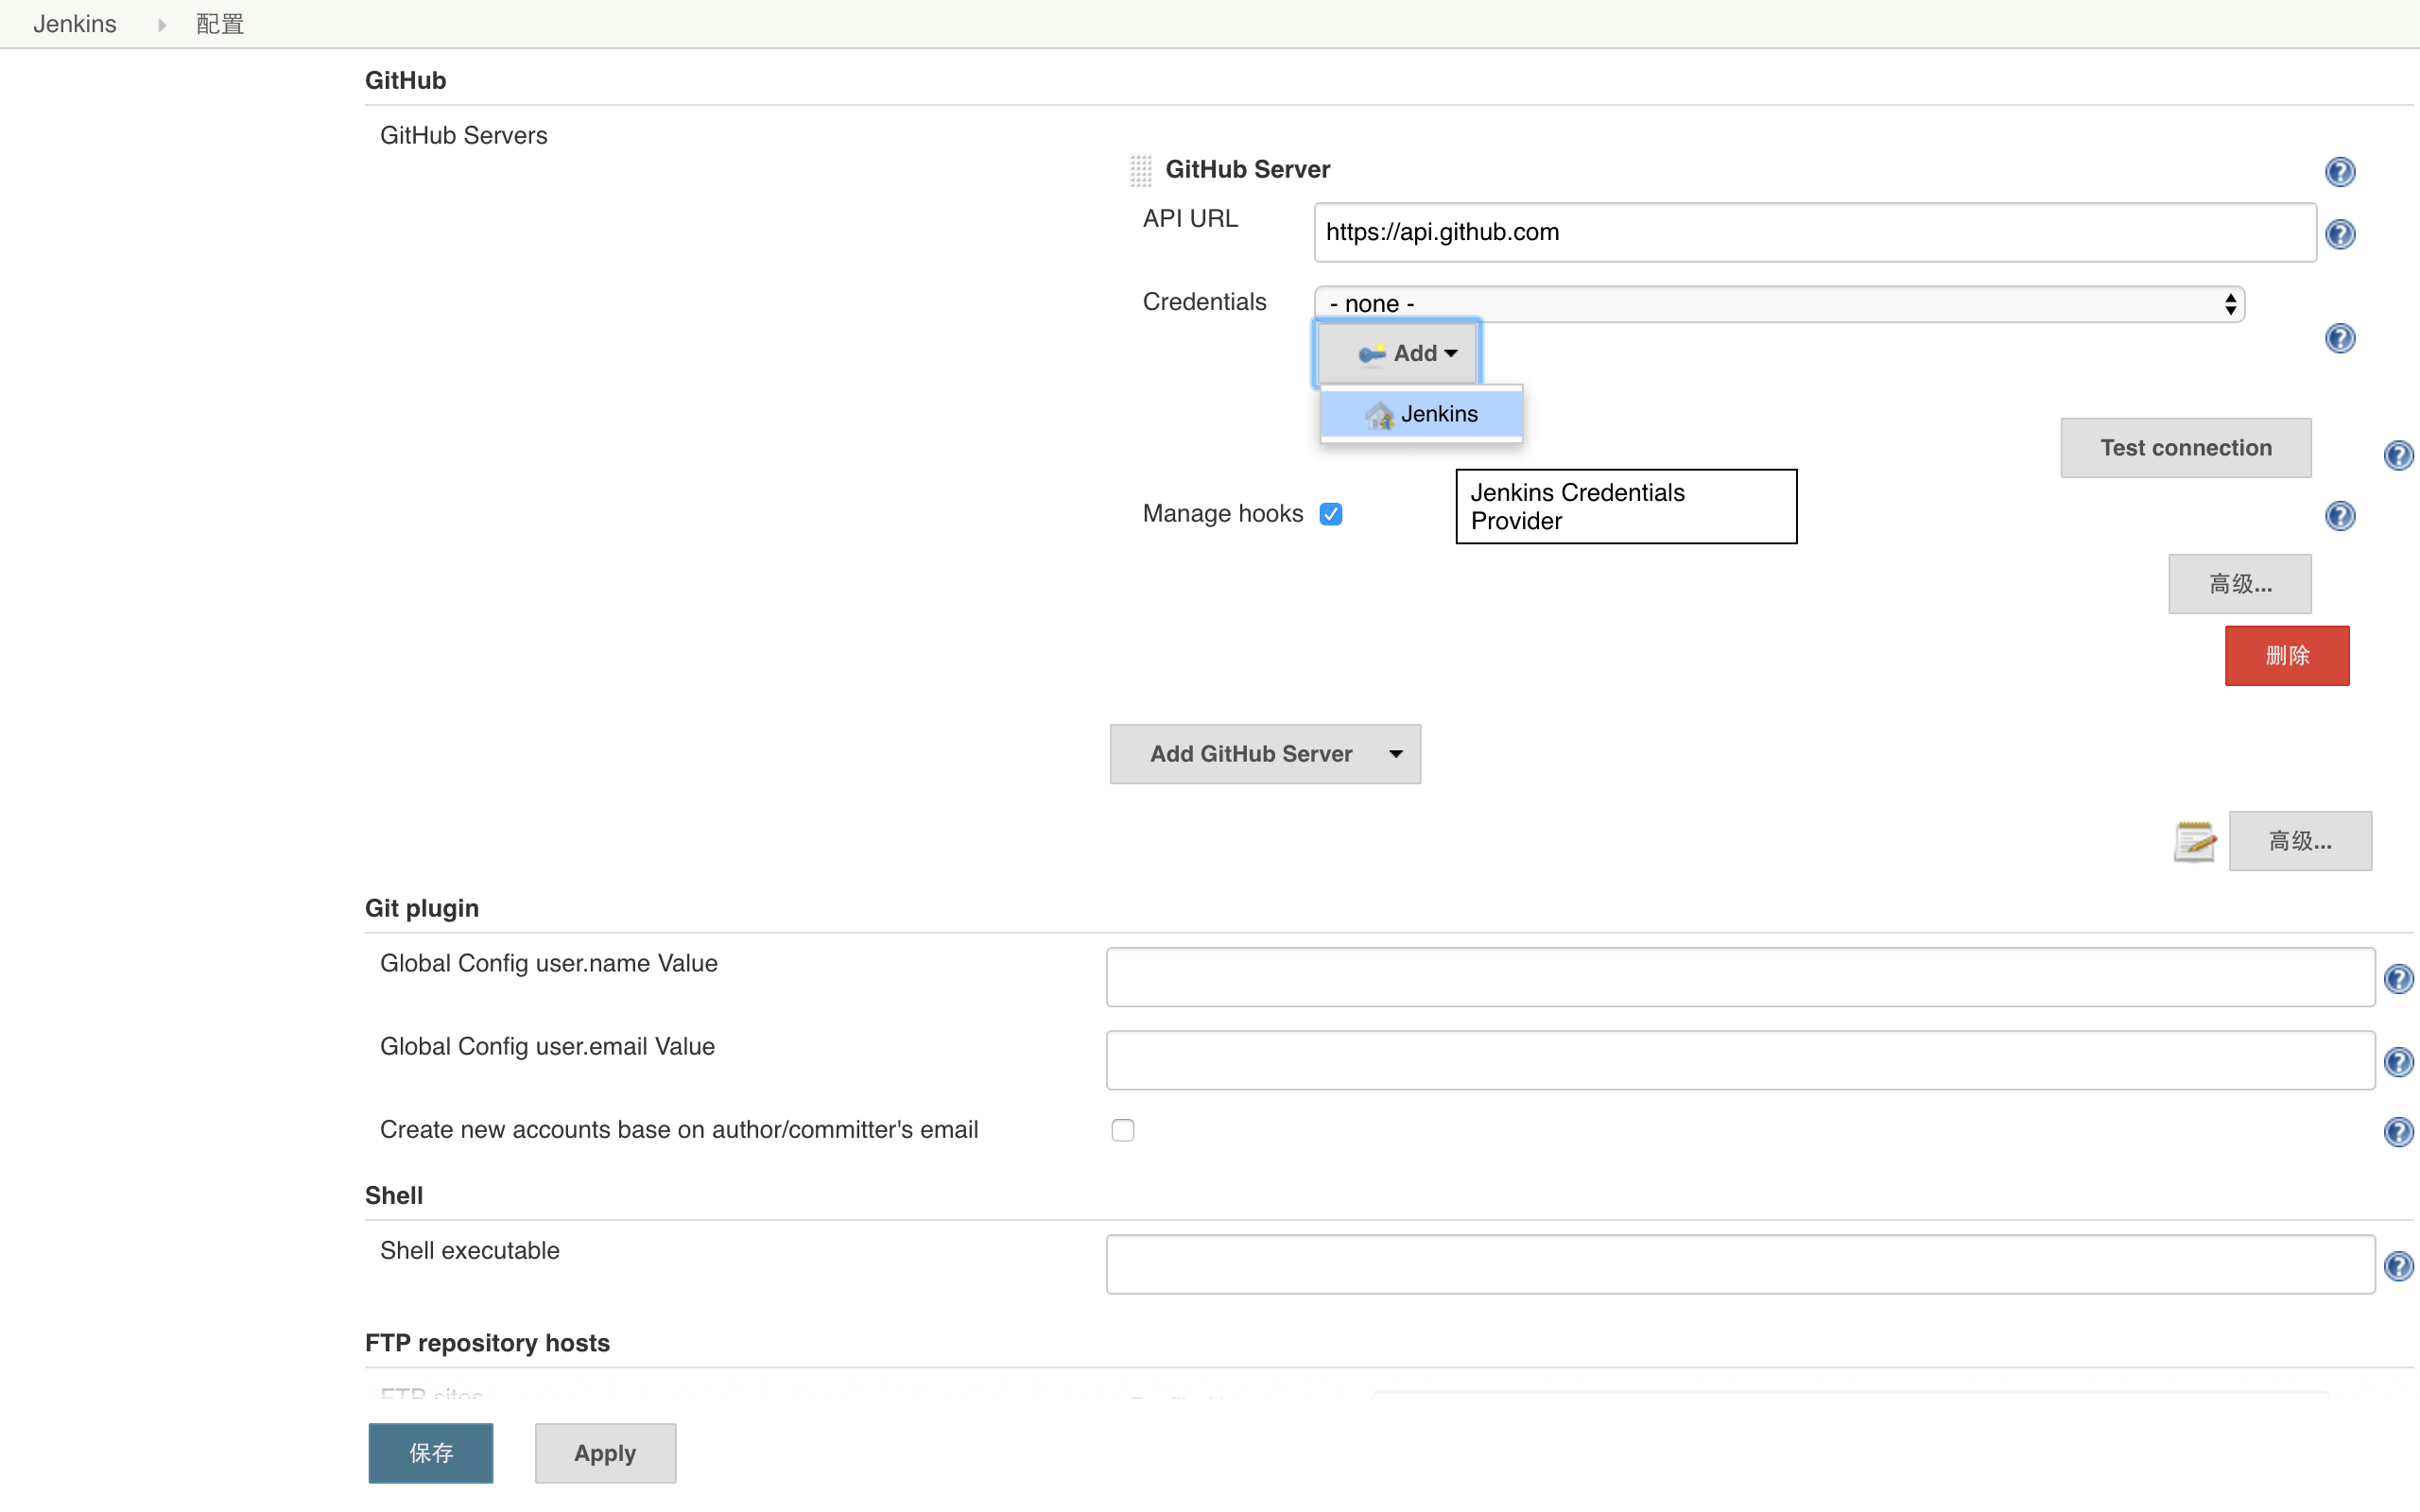 Jenkins 配置
GitHub
GitHub Servers
GitHub Server
API URL https://api.github.com
Credentials - none -
Add
Jenkins
Test connection
Jenkins Credentials
Provider
Manage hooks
高级...
删除
Add GitHub Server
高级...
Git plugin
Global Config user.name Value
Global Config user.email Value
Create new accounts base on author/committer's email
Shell
Shell executable
FTP repository hosts
FTP sites
保存 Apply